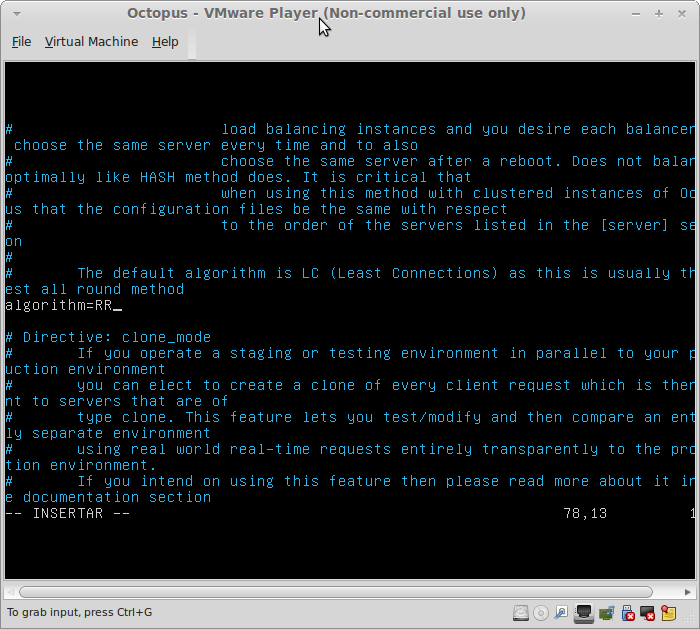 Octopus - VMware Player (Non-commercial use only)
File Virtual Machine Help
# load balancing instances and you desire each balancer
choose the same server every time and to also
# choose the same server after a reboot. Does not balan
optimally like HASH method does. It is critical that
# when using this method with clustered instances of Oc
us that the configuration files be the same with respect
# to the order of the servers listed in the [server] se
on
#
# The default algorithm is LC (Least Connections) as this is usually th
est all round method
algorithm=RR_
# Directive: clone_mode
# If you operate a staging or testing environment in parallel to your p
uction environment
# you can elect to create a clone of every client request which is then
nt to servers that are of
# type clone. This feature lets you test/modify and then compare an ent
ly separate environment
# using real world real-time requests entirely transparently to the pro
tion environment.
# If you intend on using this feature then please read more about it in
e documentation section
-- INSERTAR -- 78,13 1
To grab input, press Ctrl+G